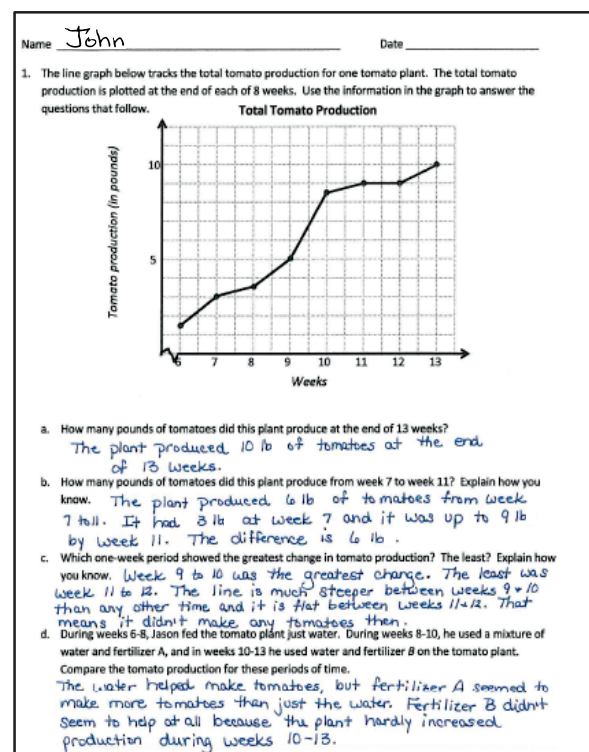 Name John Date
1. The line graph below tracks the total tomato production for one tomato plant. The total tomato
production is plotted at the end of each of 8 weeks. Use the information in the graph to answer the
questions that follow.
Total Tomato Production
Tomato production (in pounds)
10
5
6 7 8 9 10 11 12 13
Weeks
a. How many pounds of tomatoes did this plant produce at the end of 13 weeks?
The plant produced 10 lb of tomatoes at the end
of 13 weeks.
b. How many pounds of tomatoes did this plant produce from week 7 to week 11? Explain how you
know. The plant produced 6 lb of tomatoes from week
7 to 11. It had 3 lb at week 7 and it was up to 9 lb
by week 11. The difference is 6 lb.
c. Which one-week period showed the greatest change in tomato production? The least? Explain how
you know. Week 9 to 10 was the greatest change. The least was
week 11 to 12. The line is much steeper between weeks 9 + 10
than any other time and it is flat between weeks 11+12. That
means it didn't make any tomatoes then.
d. During weeks 6-8, Jason fed the tomato plant just water. During weeks 8-10, he used a mixture of
water and fertilizer A, and in weeks 10-13 he used water and fertilizer B on the tomato plant.
Compare the tomato production for these periods of time.
The water helped make tomatoes, but fertilizer A seemed to
make more tomatoes than just the water. Fertilizer B didn't
seem to help at all because the plant hardly increased
production during weeks 10-13.